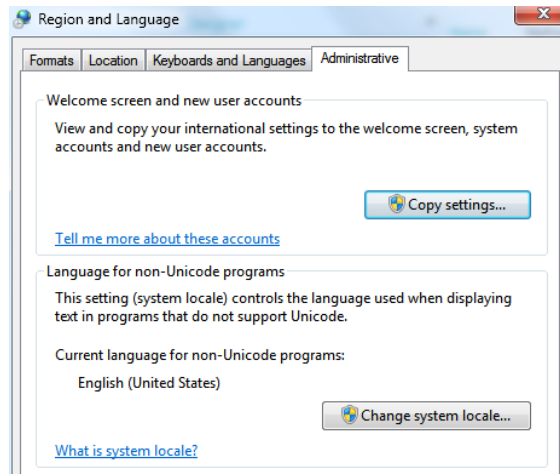 Region and Language
Formats Location Keyboards and Languages Administrative
Welcome screen and new user accounts
View and copy your international settings to the welcome screen, system
accounts and new user accounts.
Copy settings...
Tell me more about these accounts
Language for non-Unicode programs
This setting (system locale) controls the language used when displaying
text in programs that do not support Unicode.
Current language for non-Unicode programs:
English (United States)
Change system locale...
What is system locale?